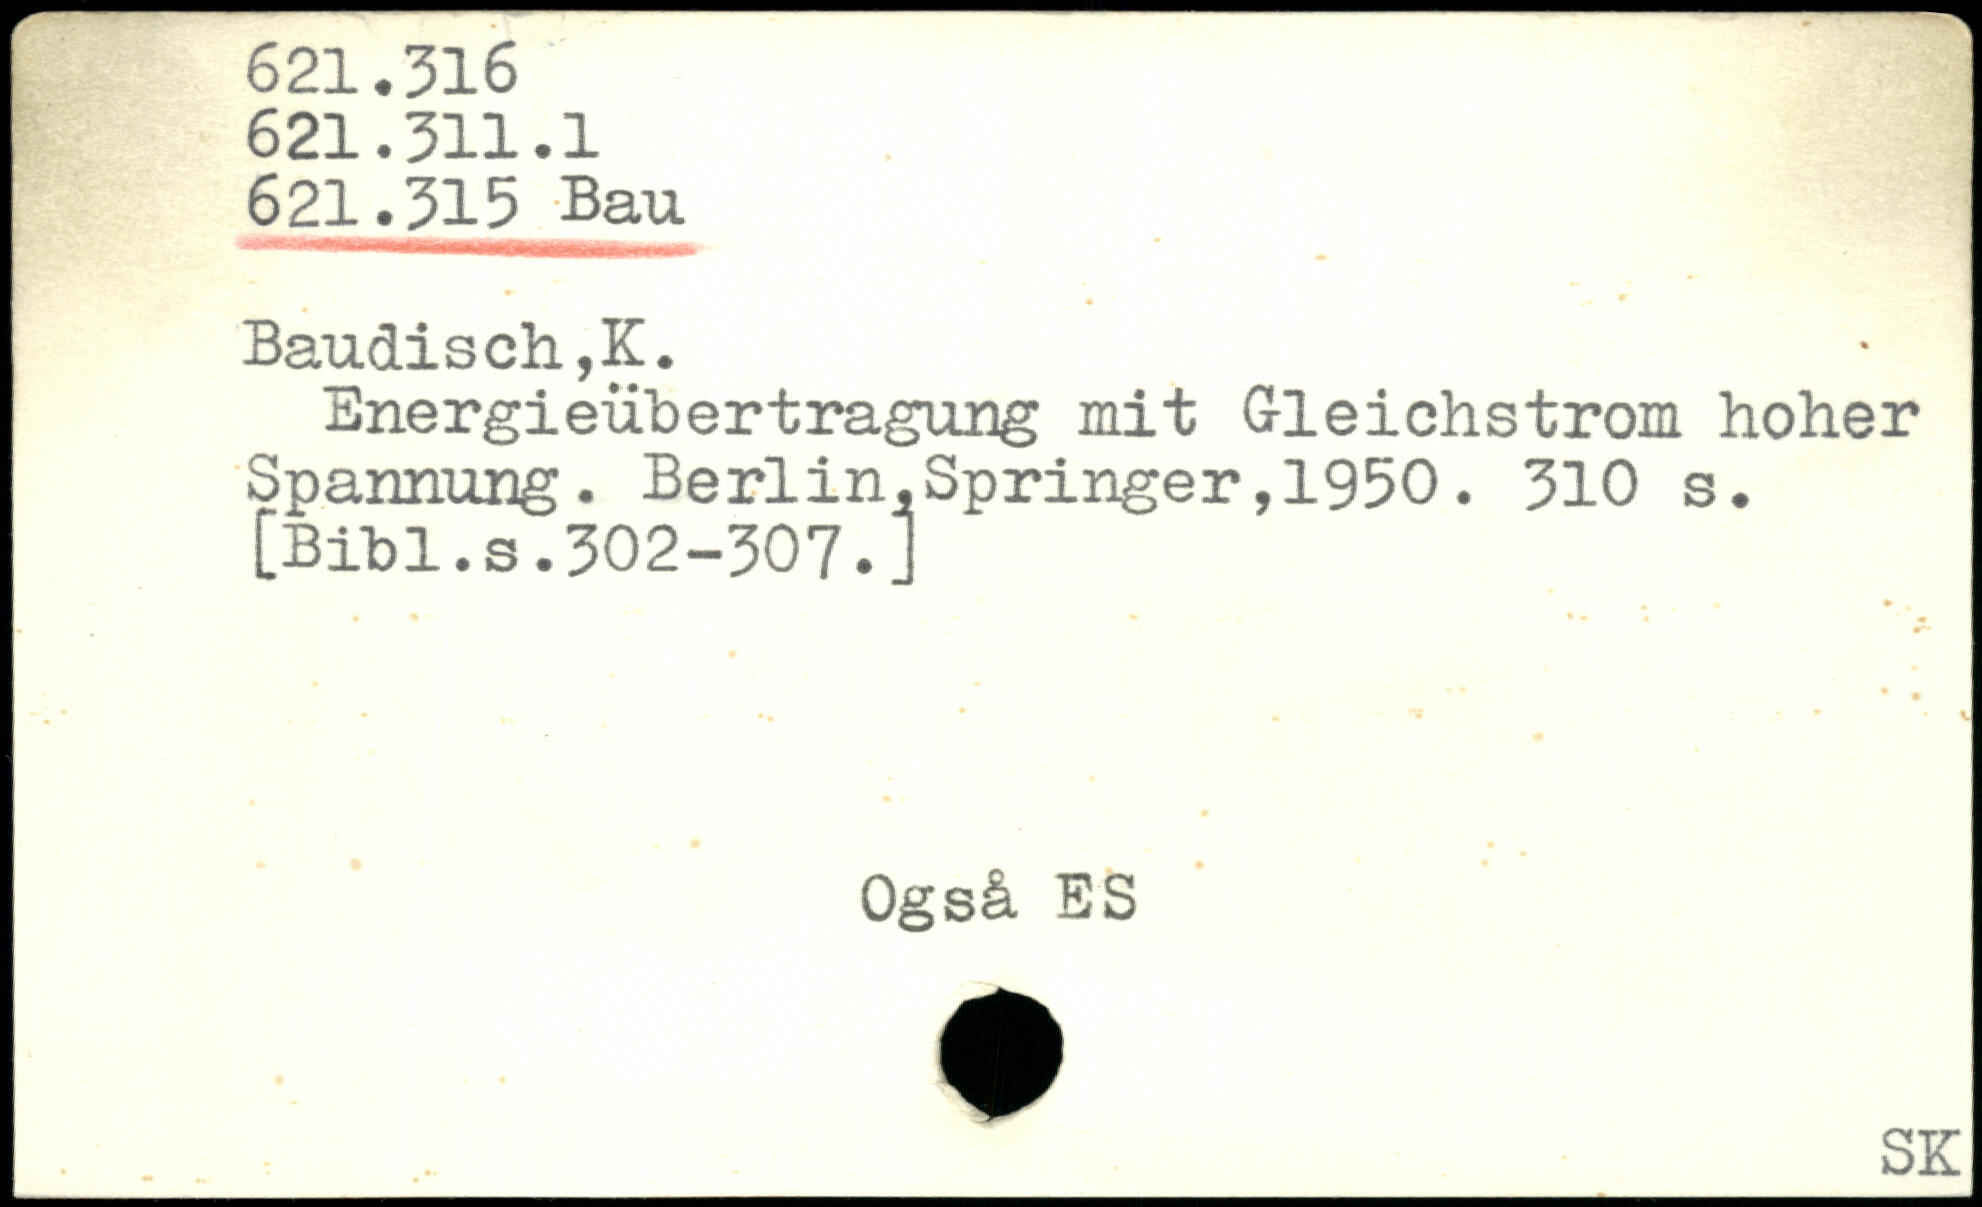 621.316
621.311.1
621.315 Bau
Baudisch,K.
Energieübertragung mit Gleichstrom hoher
Spannung. Berlin,Springer,1950. 310 s.
[Bibl.s.302-307.]
Også ES
SK